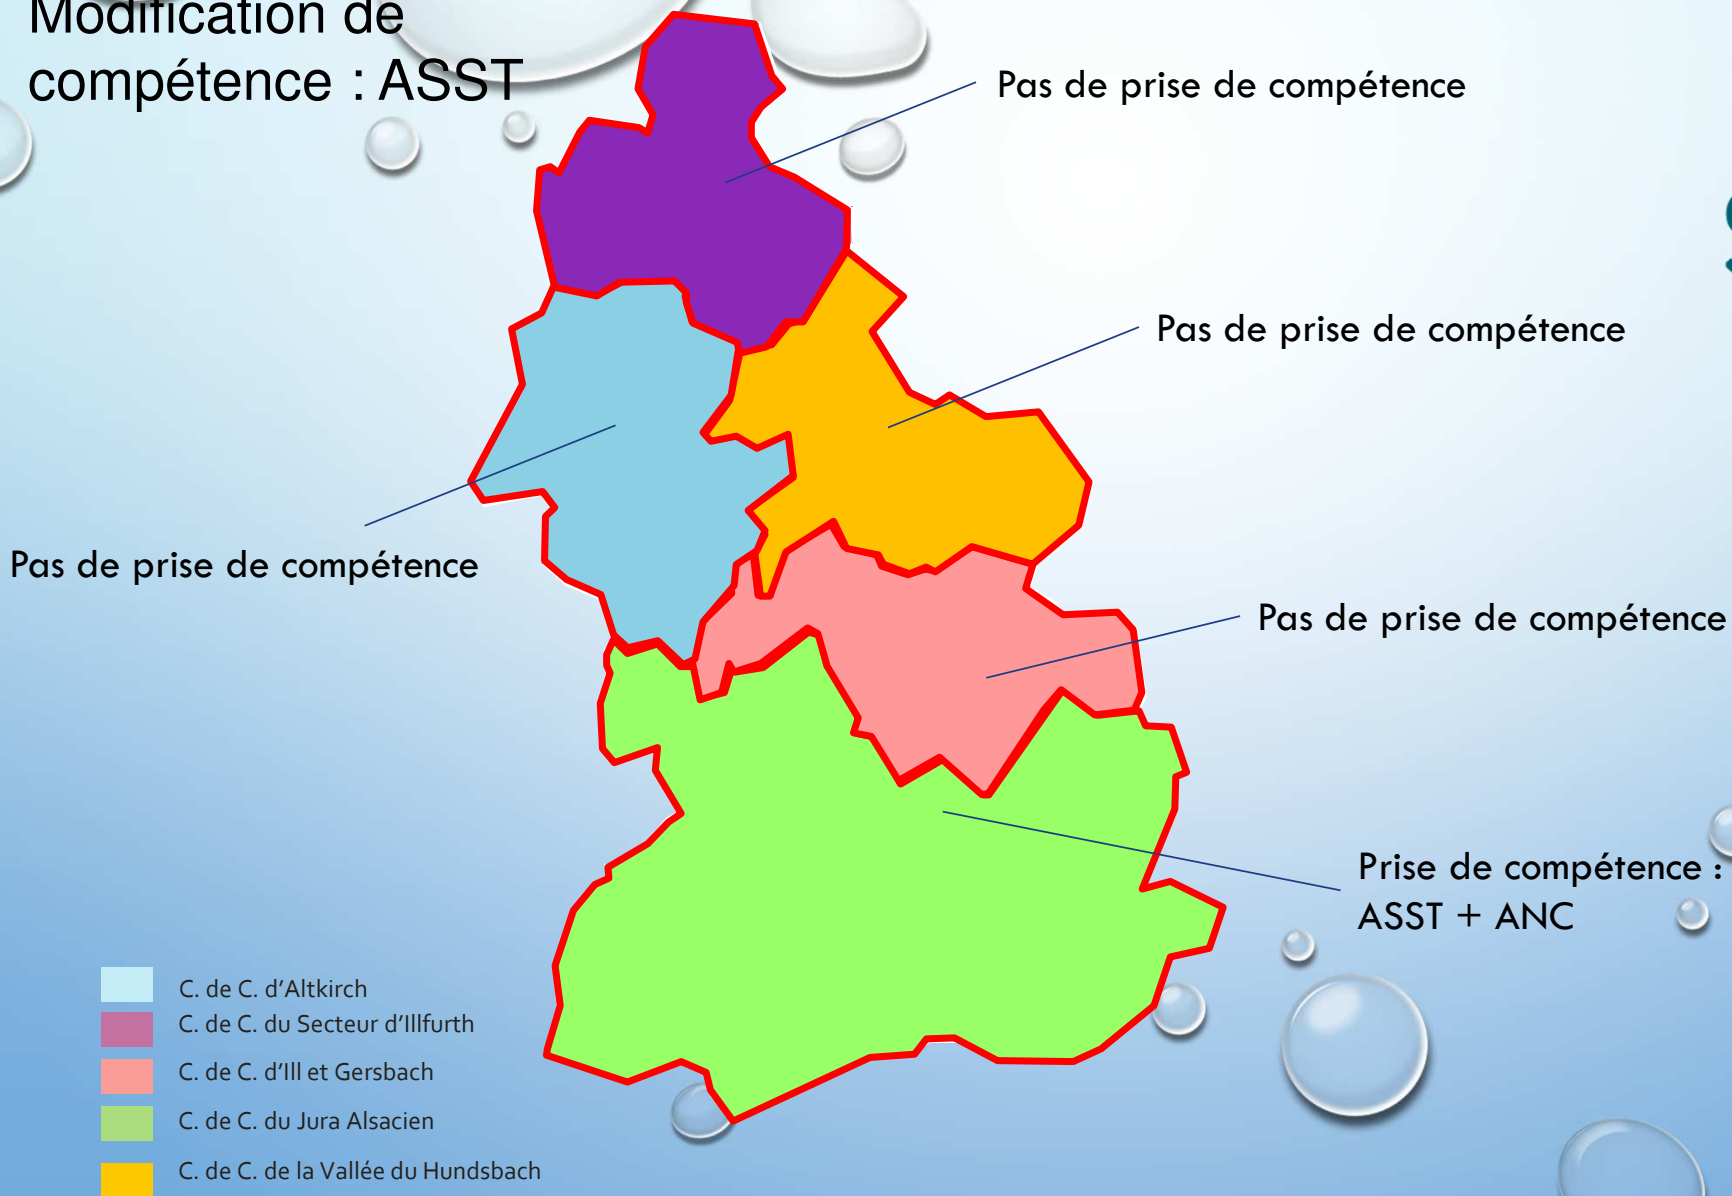 Modification de
compétence : ASST
Pas de prise de compétence
Pas de prise de compétence
Pas de prise de compétence
Pas de prise de compétence
Prise de compétence :
ASST + ANC
C. de C. d’Altkirch
C. de C. du Secteur d’Illfurth
C. de C. d’Ill et Gersbach
C. de C. du Jura Alsacien
C. de C. de la Vallée du Hundsbach